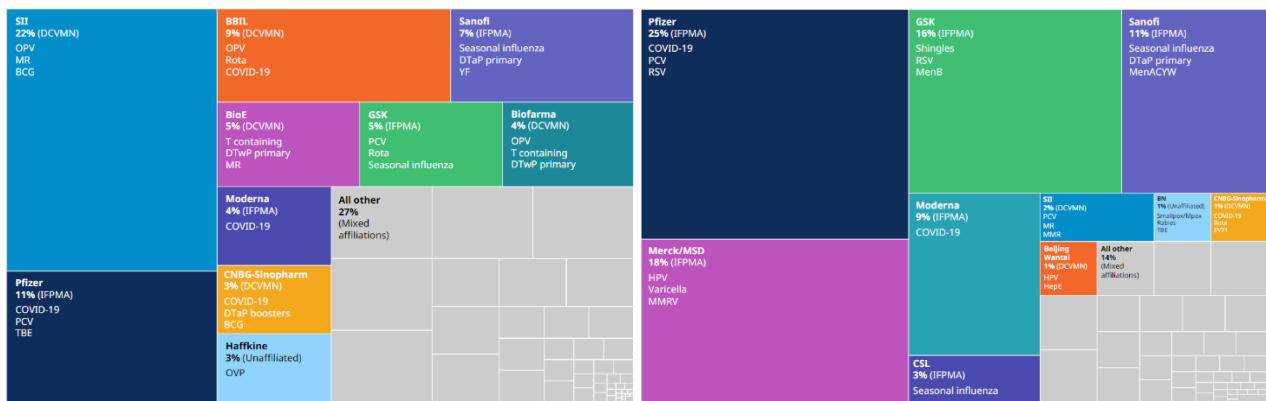 SII
22% (DCVMN)
OPV
MR
BCG
BBIL
9% (DCVMN)
OPV
Rota
COVID-19
Sanofi
7% (IFPMA)
Seasonal influenza
DTaP primary
YF
BioE
5% (DCVMN)
T containing
DTwP primary
MR
GSK
5% (IFPMA)
PCV
Rota
Seasonal influenza
Biofarma
4% (DCVMN)
OPV
T containing
DTwP primary
Moderna
4% (IFPMA)
COVID-19
All other
27%
(Mixed
affiliations)
Pfizer
11% (IFPMA)
COVID-19
PCV
TBE
CNBG-Sinopharm
3% (DCVMN)
COVID-19
DTaP boosters
BCG
Haffkine
3% (Unaffiliated)
OVP
Pfizer
25% (IFPMA)
COVID-19
PCV
RSV
GSK
16% (IFPMA)
Shingles
RSV
MenB
Sanofi
11% (IFPMA)
Seasonal influenza
DTaP primary
MenACYW
Merck/MSD
18% (IFPMA)
HPV
Varicella
MMRV
Moderna
9% (IFPMA)
COVID-19
SII
2% (DCVMN)
PCV
MR
MMR
BN
1% (Unaffiliated)
Smallpox/Mpox
Rabies
TBE
CNBG-Sinopharm
1% (DCVMN)
COVID-19
Rota
EV71
Beijing
Wantai
1% (DCVMN)
HPV
HepE
All other
14%
(Mixed
affiliations)
CSL
3% (IFPMA)
Seasonal influenza